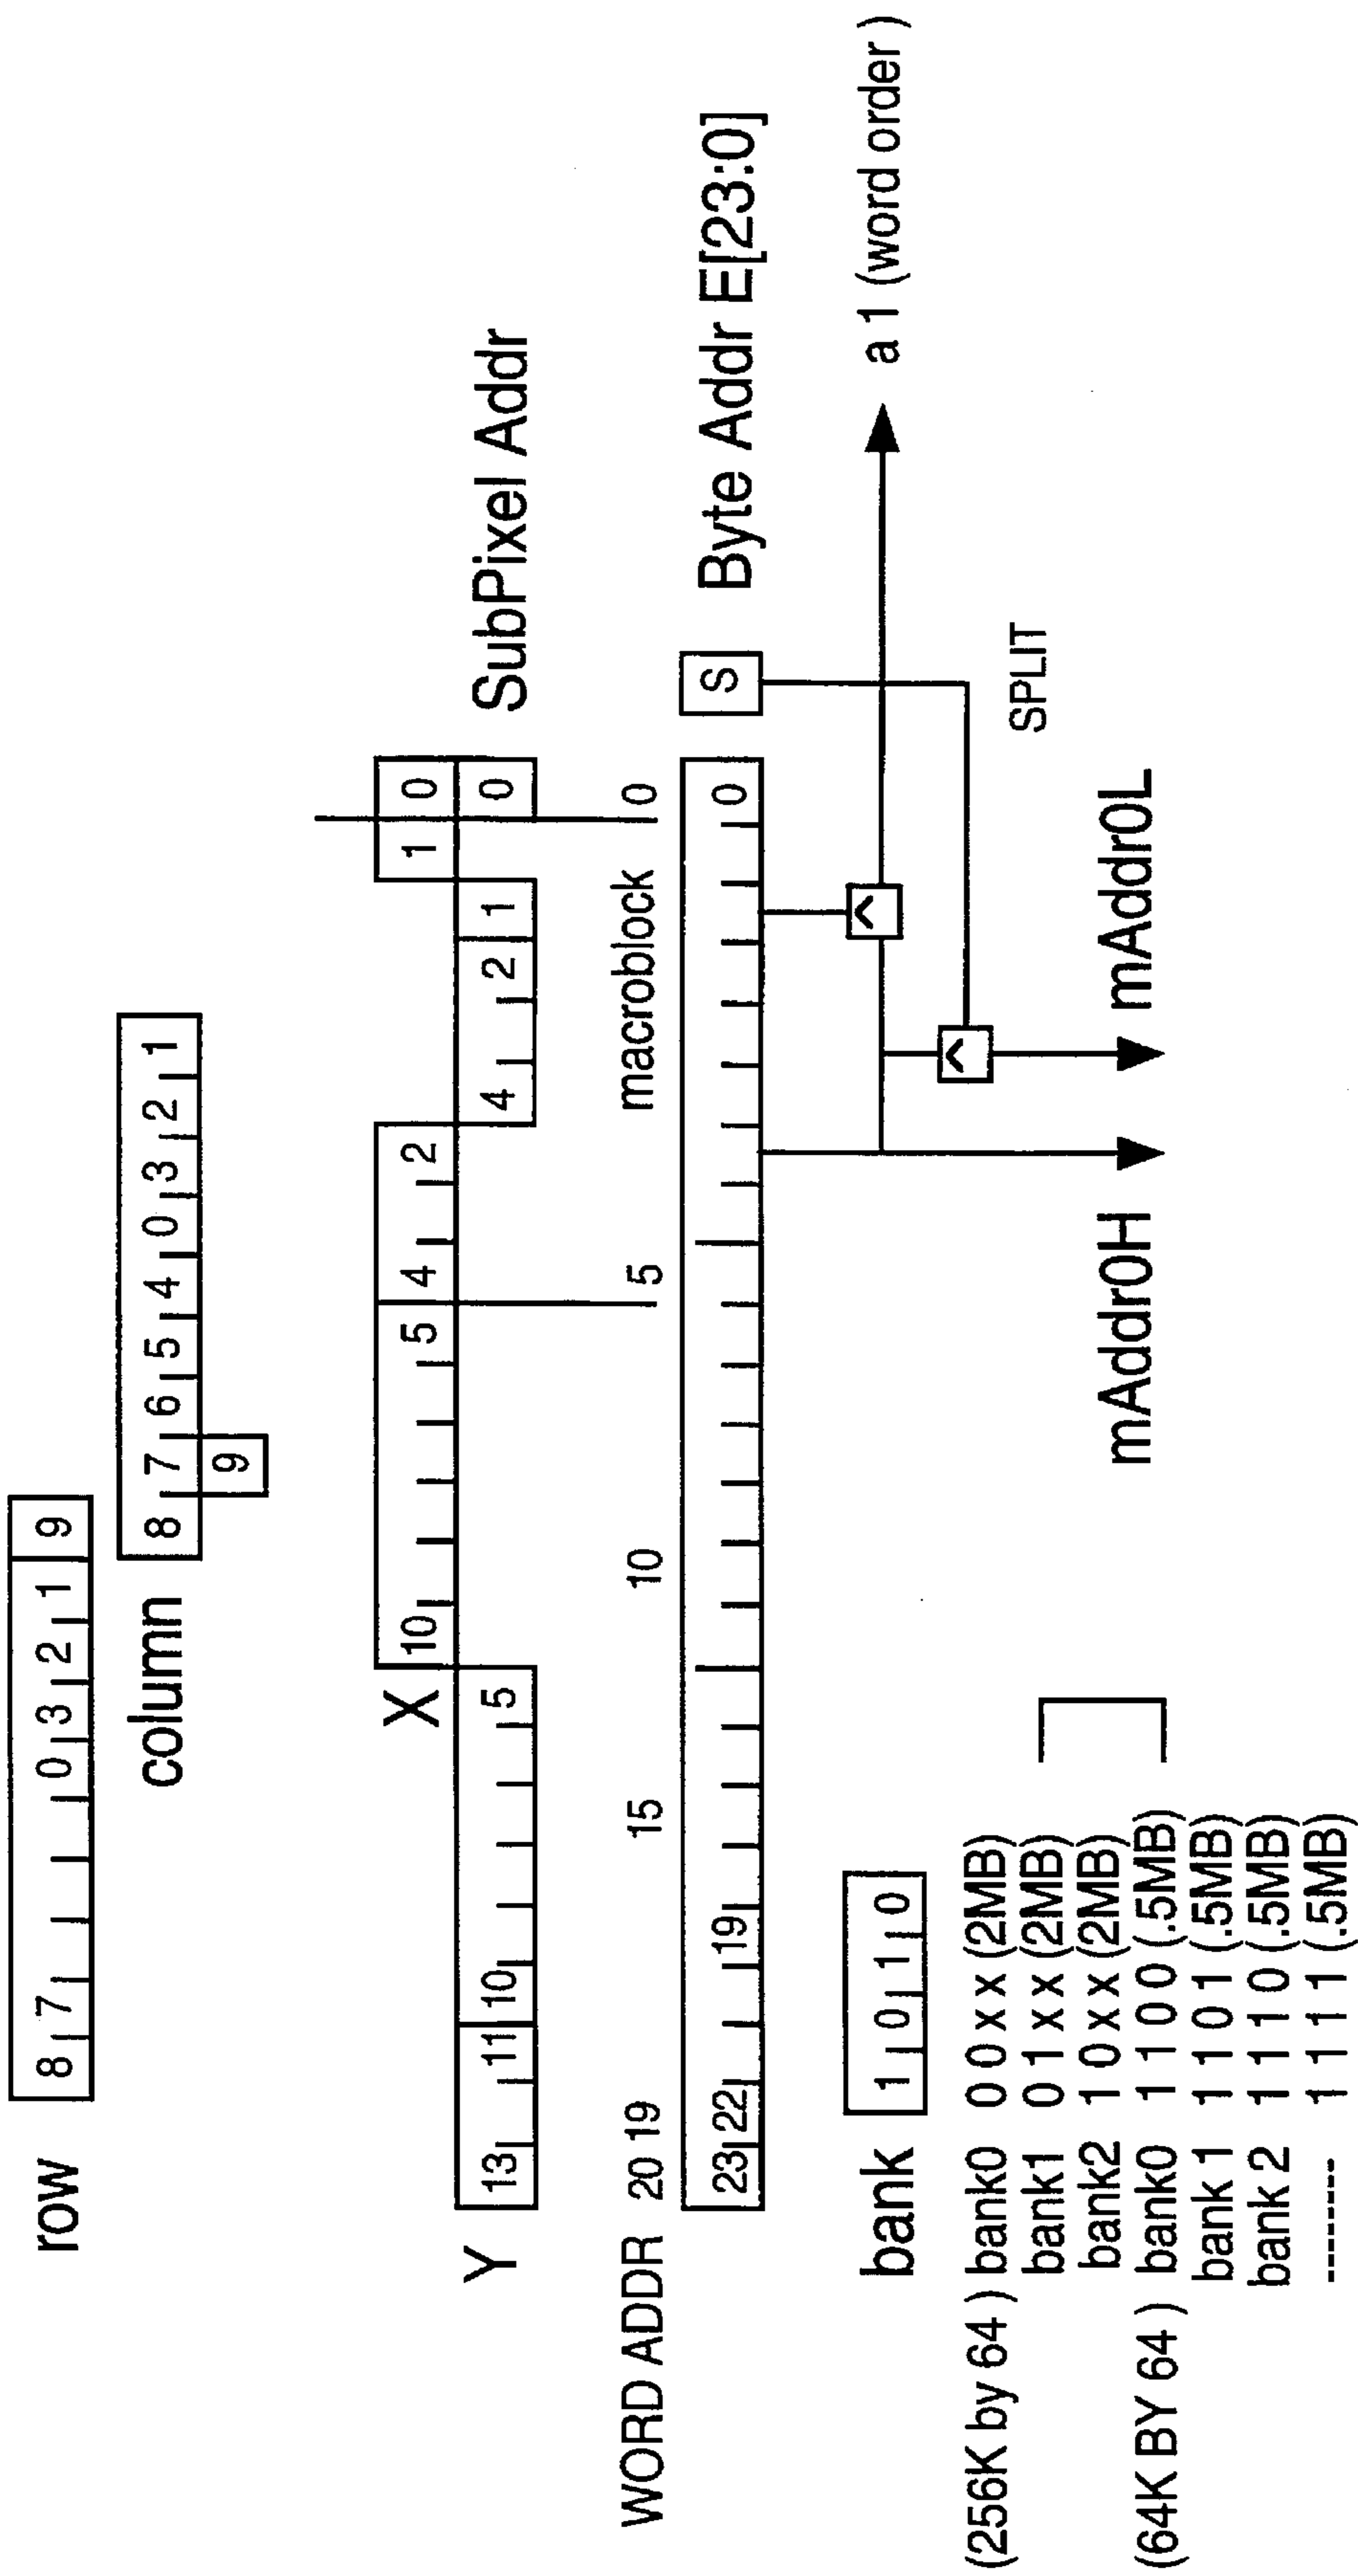 row 8 7 0 3 2 1 9
column 8 7 6 5 4 0 3 2 1
9
X 10 5 4 2 1 0
Y 13 11 10 5 4 2 1 0 SubPixel Addr
WORD ADDR 20 19 15 10 5 macroblock 0
23 22 19 0 S Byte Addr E[23:0]
a 1 (word order )
SPLIT
mAddr0H mAddr0L
bank 1 0 1 0
(256K by 64 ) bank0 0 0 x x (2MB)
bank1 0 1 x x (2MB)
bank2 1 0 x x (2MB)
(64K BY 64 ) bank0 1 1 0 0 (.5MB)
bank 1 1 1 0 1 (.5MB)
bank 2 1 1 1 0 (.5MB)
-------- 1 1 1 1 (.5MB)